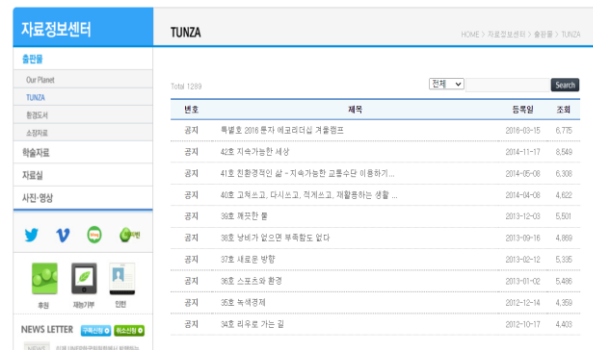 자료정보센터
TUNZA
HOME > 자료정보센터 > 출판물 > TUNZA
출판물
Our Planet
TUNZA
환경도서
소장자료
학술자료
자료실
사진·영상
후원
재능기부
인턴
NEWS LETTER 구독신청 취소신청
Total 1289
전체
Search
번호 제목 등록일 조회
공지 특별호 2016 툰자 에코리더십 겨울캠프 2016-03-15 6,775
공지 42호 지속가능한 세상 2014-11-17 8,549
공지 41호 친환경적인 삶 - 지속가능한 교통수단 이용하기... 2014-05-08 6,308
공지 40호 고쳐쓰고, 다시쓰고, 적게쓰고, 재활용하는 생활 ... 2014-04-08 4,622
공지 39호 깨끗한 물 2013-12-03 5,501
공지 38호 낭비가 없으면 부족함도 없다 2013-09-16 4,869
공지 37호 새로운 방향 2013-02-12 5,335
공지 36호 스포츠와 환경 2013-01-02 5,486
공지 35호 녹색경제 2012-12-14 4,359
공지 34호 리우로 가는 길 2012-10-17 4,403